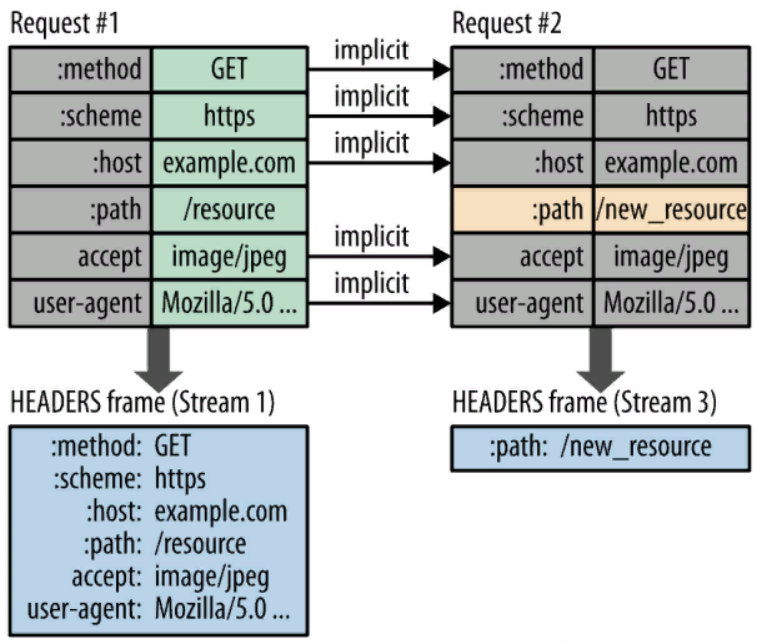 Request #1
:method GET
:scheme https
:host example.com
:path /resource
accept image/jpeg
user-agent Mozilla/5.0 ...
implicit
implicit
implicit
implicit
implicit
Request #2
:method GET
:scheme https
:host example.com
:path /new_resource
accept image/jpeg
user-agent Mozilla/5.0 ...
HEADERS frame (Stream 1)
:method: GET
:scheme: https
:host: example.com
:path: /resource
accept: image/jpeg
user-agent: Mozilla/5.0 ...
HEADERS frame (Stream 3)
:path: /new_resource